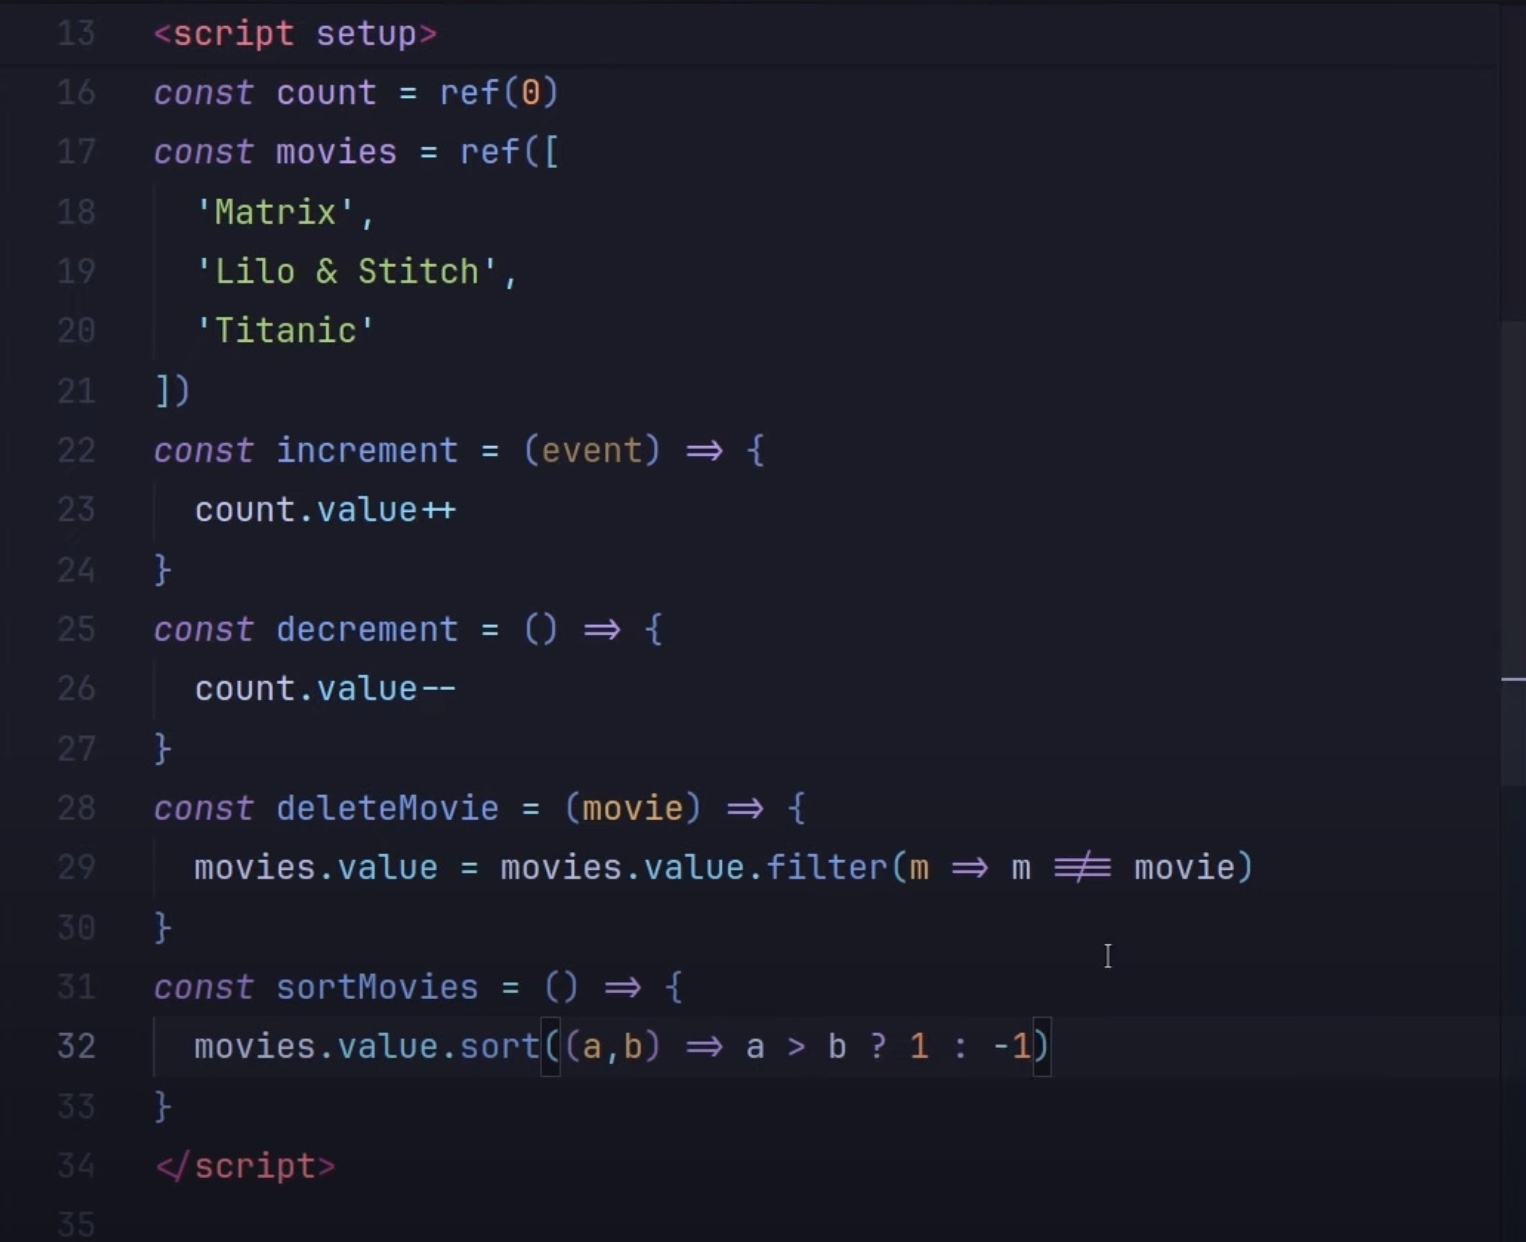 13 <script setup>
16 const count = ref(0)
17 const movies = ref([
18 'Matrix',
19 'Lilo & Stitch',
20 'Titanic'
21 ])
22 const increment = (event) => {
23 count.value++
24 }
25 const decrement = () => {
26 count.value--
27 }
28 const deleteMovie = (movie) => {
29 movies.value = movies.value.filter(m => m !== movie)
30 }
31 const sortMovies = () => {
32 movies.value.sort((a,b) => a > b ? 1 : -1)
33 }
34 </script>
35